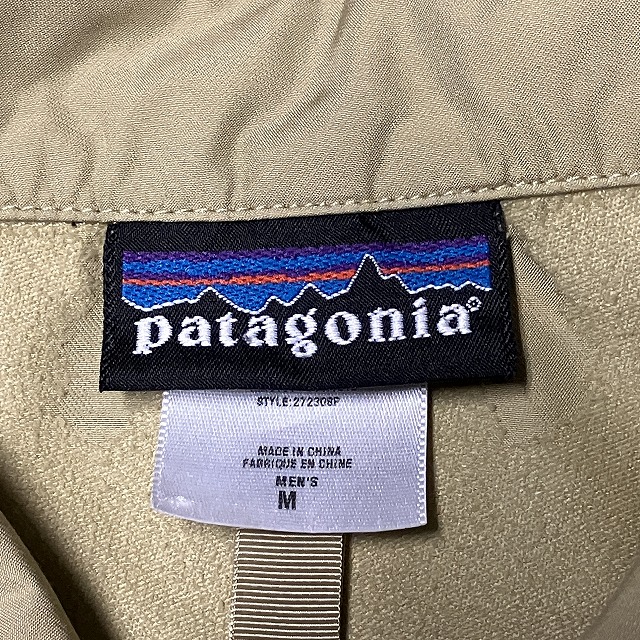 patagonia®
STYLE:27230SP
MADE IN CHINA
FABRIQUE EN CHINE
MEN'S
M